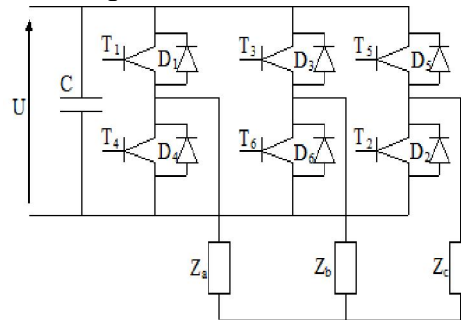 T1 D1 T3 D3 T5 D5
U C
T4 D4 T6 D6 T2 D2
Za Zb Zc